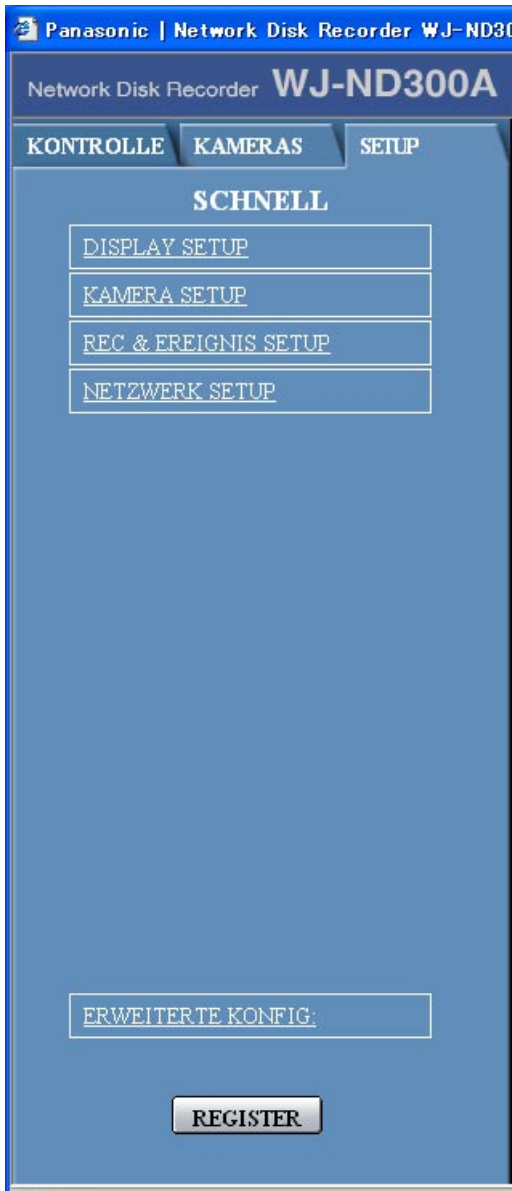 Panasonic | Network Disk Recorder WJ-ND30
Network Disk Recorder WJ-ND300A
KONTROLLE KAMERAS SETUP
SCHNELL
DISPLAY SETUP
KAMERA SETUP
REC & EREIGNIS SETUP
NETZWERK SETUP
ERWEITERTE KONFIG:
REGISTER